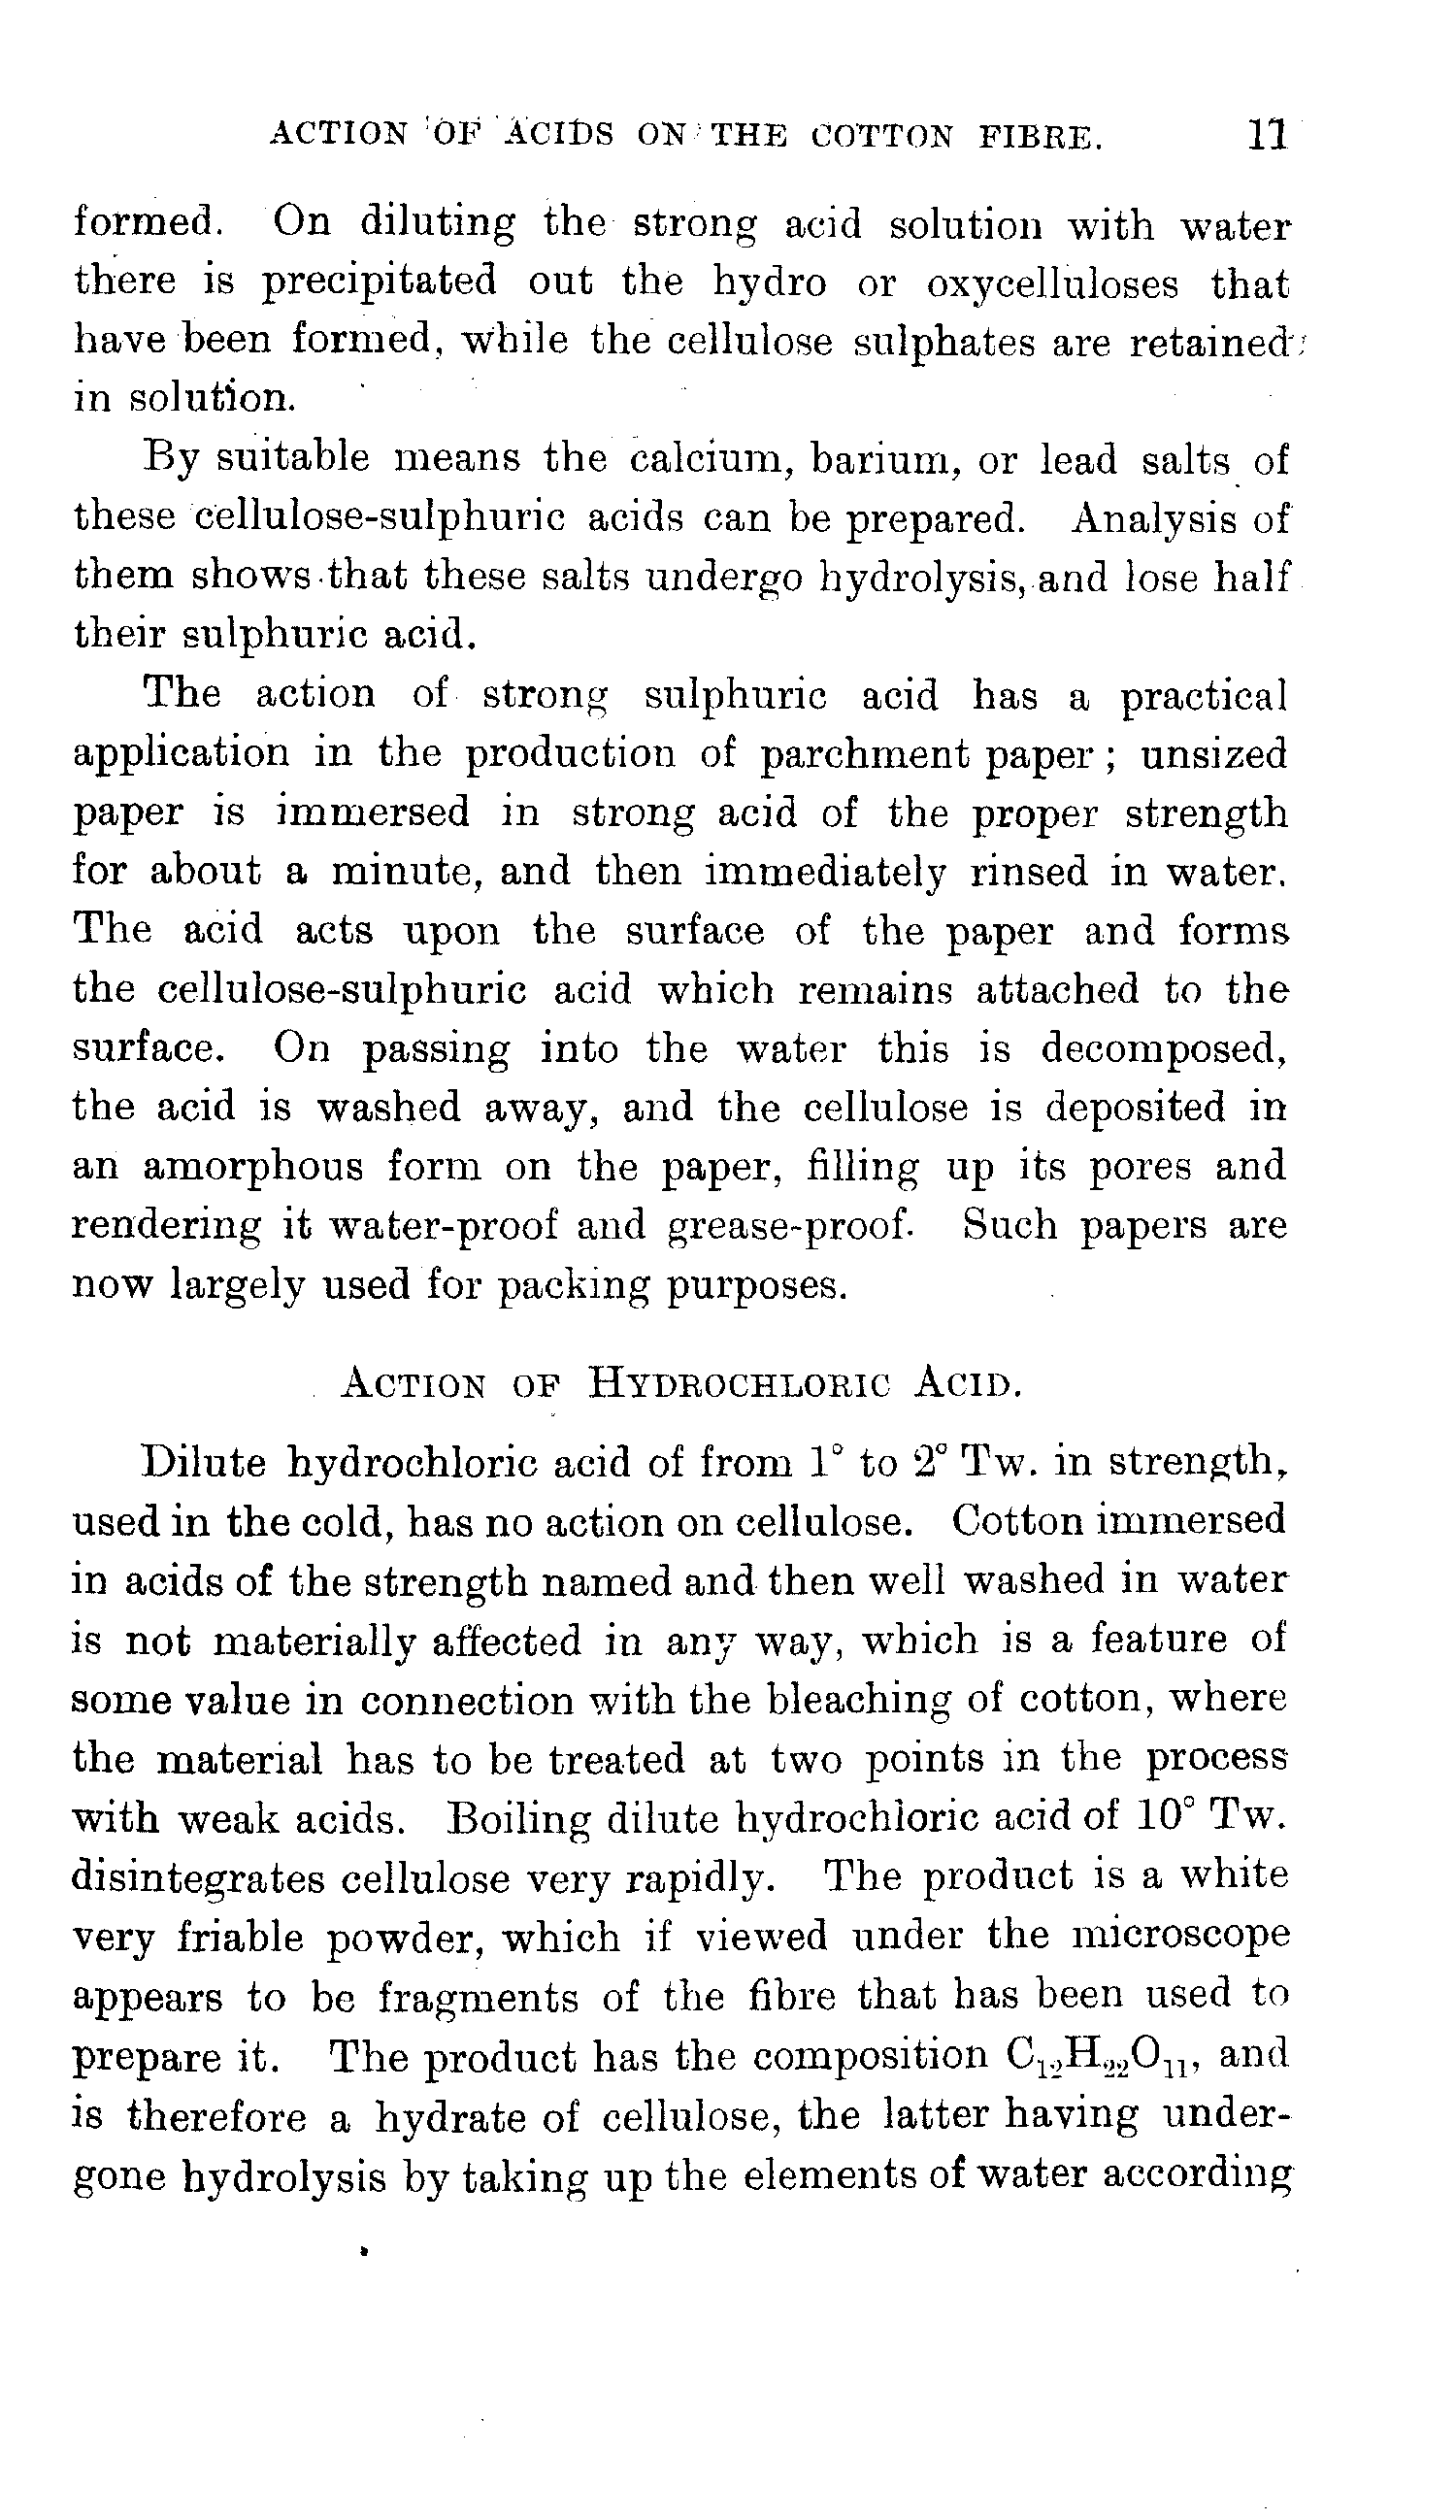 ACTION OF ACIDS ON THE COTTON FIBRE. 11
formed. On diluting the strong acid solution with water
there is precipitated out the hydro or oxycelluloses that
have been formed, while the cellulose sulphates are retained
in solution.
By suitable means the calcium, barium, or lead salts of
these cellulose-sulphuric acids can be prepared. Analysis of
them shows that these salts undergo hydrolysis, and lose half
their sulphuric acid.
The action of strong sulphuric acid has a practical
application in the production of parchment paper; unsized
paper is immersed in strong acid of the proper strength
for about a minute, and then immediately rinsed in water.
The acid acts upon the surface of the paper and forms
the cellulose-sulphuric acid which remains attached to the
surface. On passing into the water this is decomposed,
the acid is washed away, and the cellulose is deposited in
an amorphous form on the paper, filling up its pores and
rendering it water-proof and grease-proof. Such papers are
now largely used for packing purposes.
ACTION OF HYDROCHLORIC ACID.
Dilute hydrochloric acid of from 1° to 2° Tw. in strength,
used in the cold, has no action on cellulose. Cotton immersed
in acids of the strength named and then well washed in water
is not materially affected in any way, which is a feature of
some value in connection with the bleaching of cotton, where
the material has to be treated at two points in the process
with weak acids. Boiling dilute hydrochloric acid of 10° Tw.
disintegrates cellulose very rapidly. The product is a white
very friable powder, which if viewed under the microscope
appears to be fragments of the fibre that has been used to
prepare it. The product has the composition C₁₂H₂₂O₁₁, and
is therefore a hydrate of cellulose, the latter having under-
gone hydrolysis by taking up the elements of water according